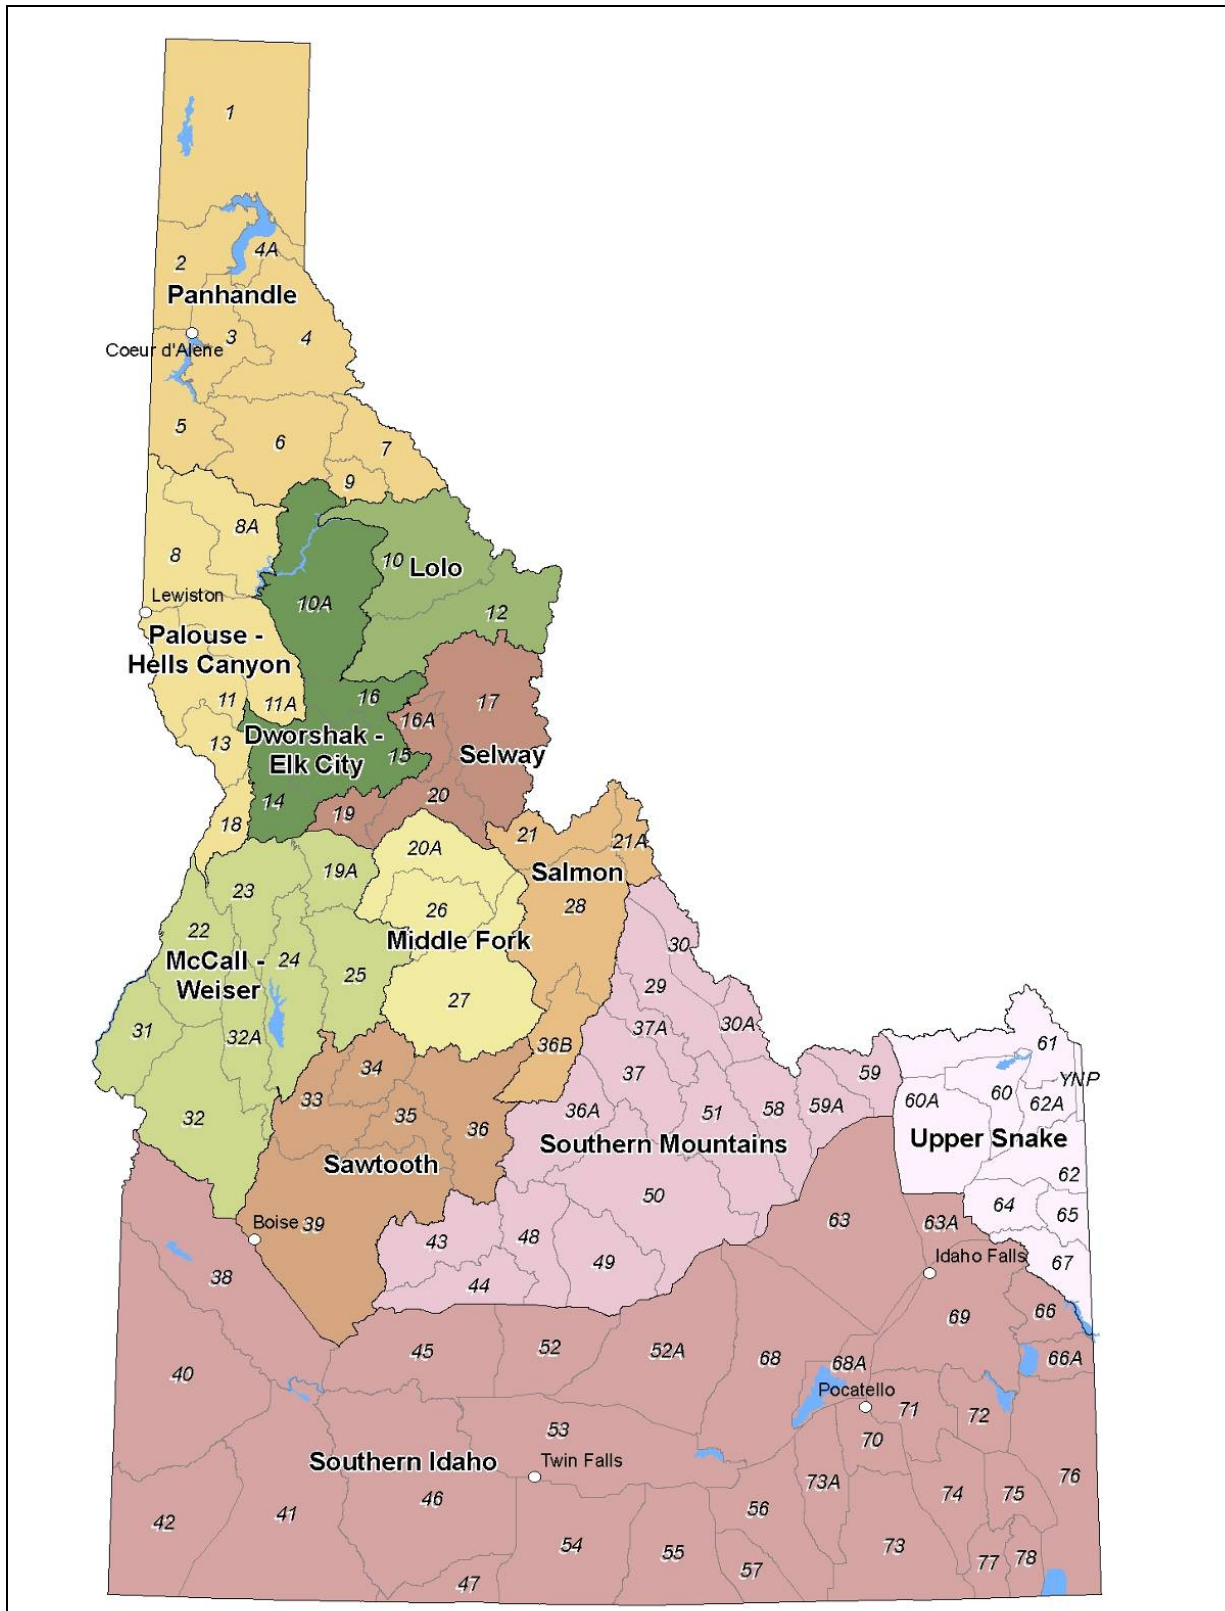 1
4A
2
Panhandle
3
4
Coeur d'Alene
5
6
7
9
8A
8
10
Lolo
Lewiston
10A
12
Palouse -
Hells Canyon
11
11A
16
17
16A
13
Dworshak -
Elk City
15
Selway
14
20
19
18
21
21A
20A
19A
Salmon
23
26
28
22
Middle Fork
30
McCall -
Weiser
24
25
29
27
31
32A
37A
30A
36B
61
34
37
59
YNP
33
60A
60
62A
32
35
36
36A
51
58
59A
Southern Mountains
Upper Snake
Sawtooth
62
50
64
65
Boise
39
43
48
63
63A
49
Idaho Falls
67
38
44
66
69
45
52
52A
68
68A
66A
40
Pocatello
71
72
53
70
Southern Idaho
Twin Falls
76
46
73A
74
75
42
41
56
54
55
73
77
78
57
47